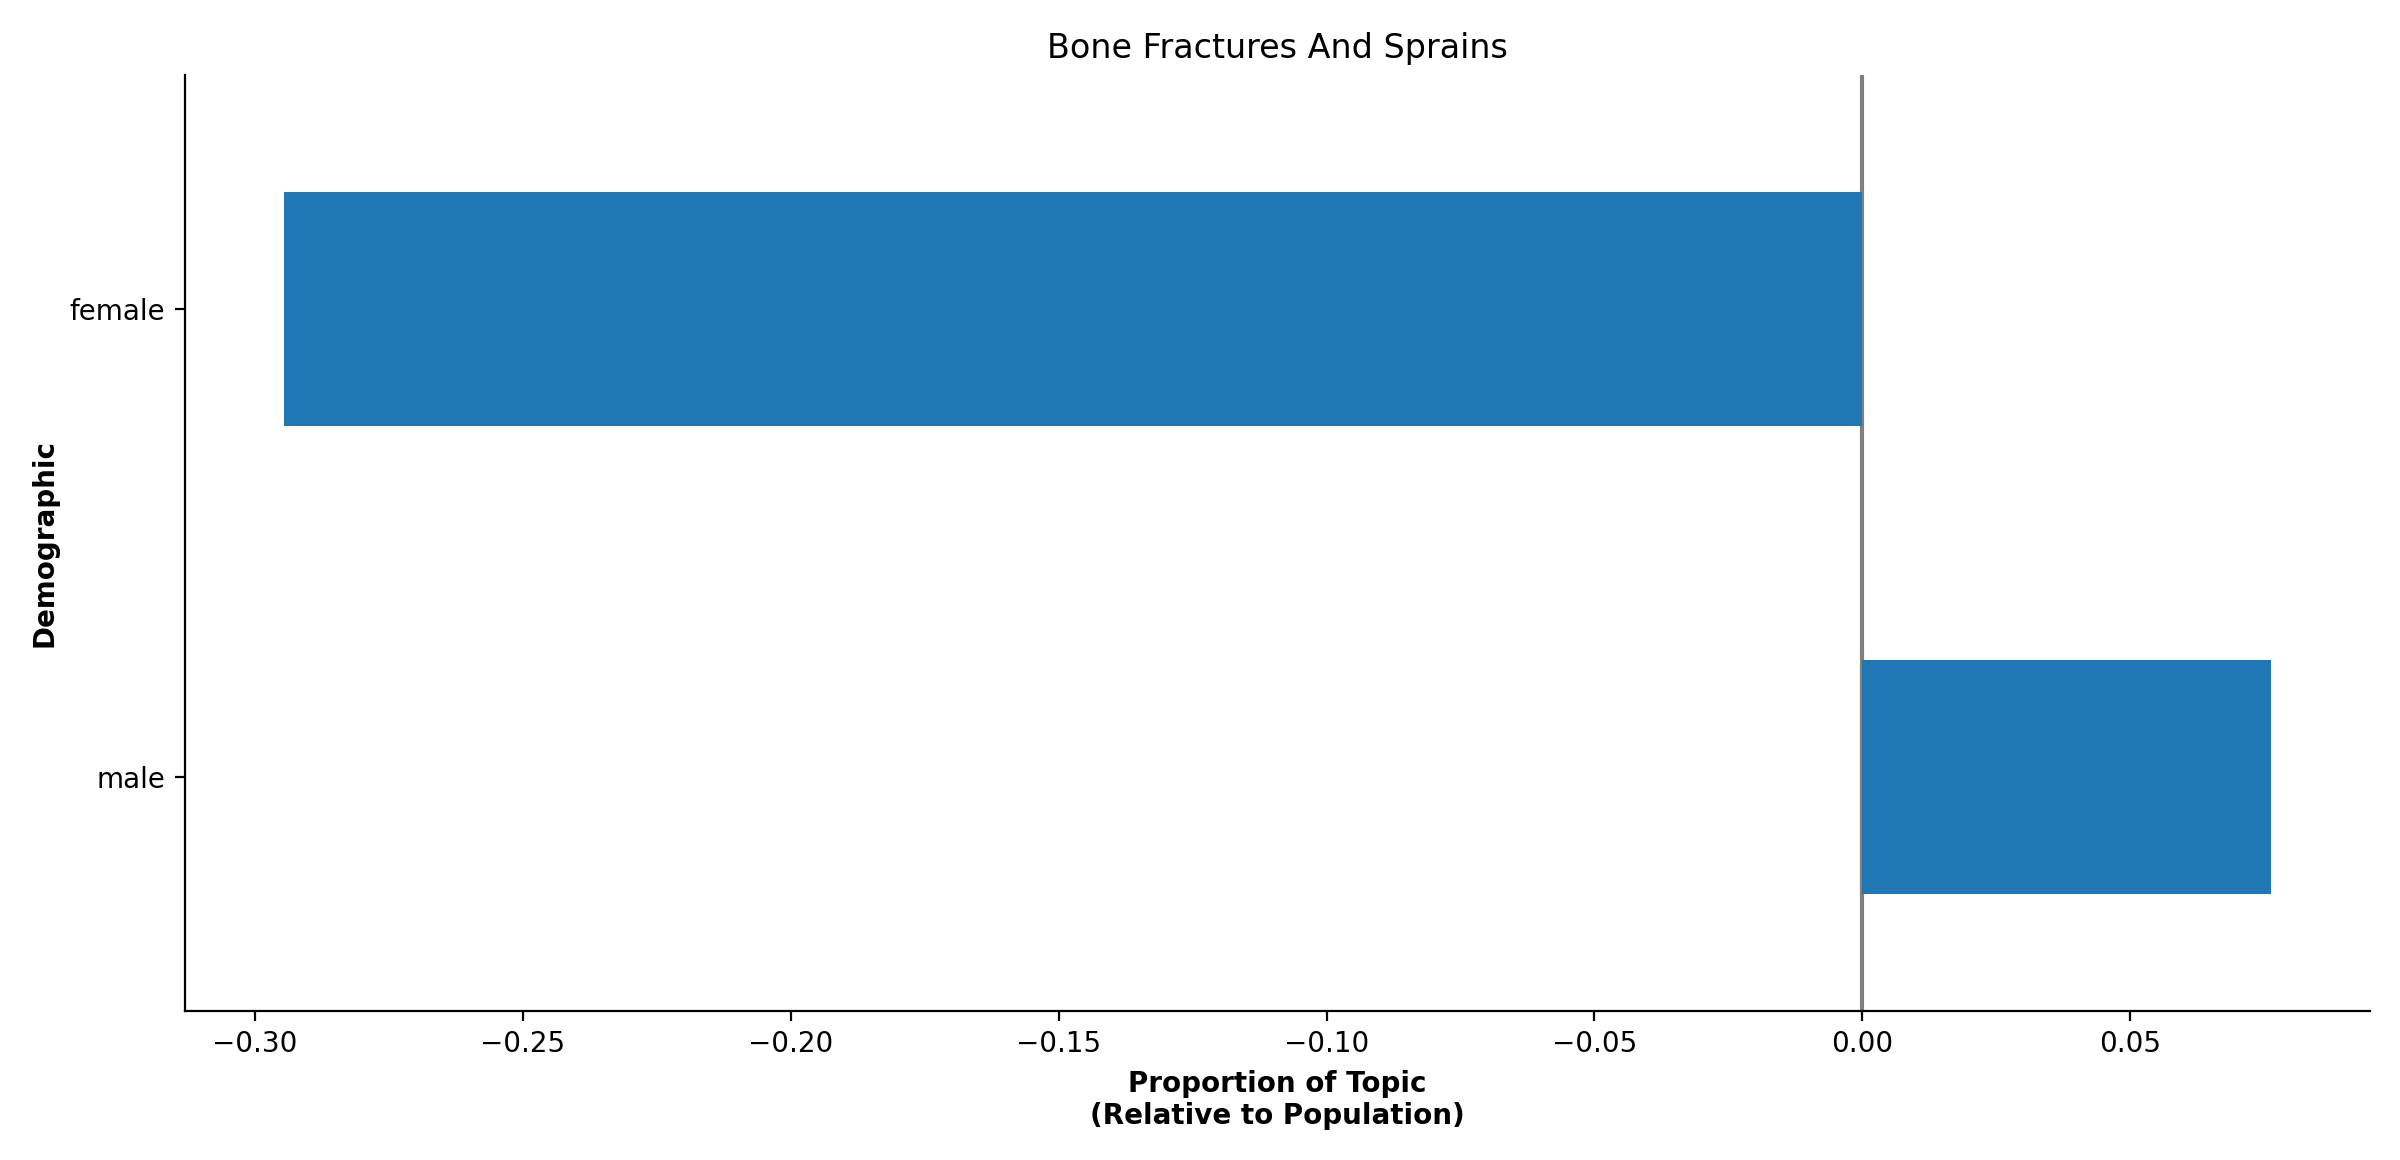 Bone Fractures And Sprains
Demographic
female
male
−0.30
−0.25
−0.20
−0.15
−0.10
−0.05
0.00
0.05
Proportion of Topic
(Relative to Population)